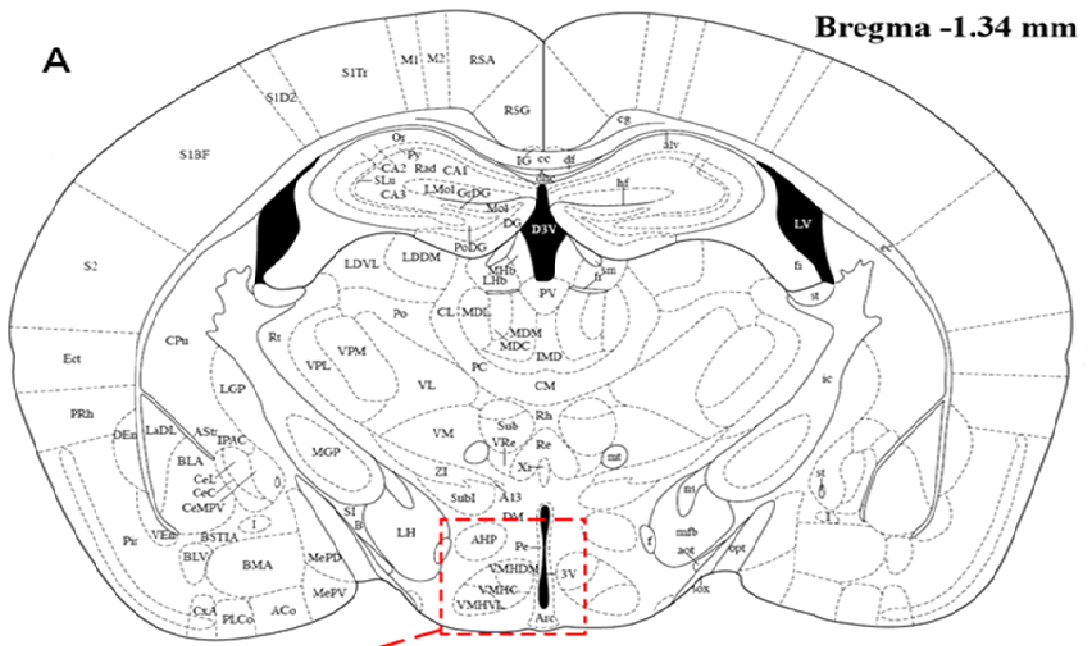 Bregma -1.34 mm
A
S1Tr
M1
M2
RSA
S1DZ
RSG
cg
S1BF
Or
Py
IG
cc
df
alv
CA2
Rad
CA1
SLu
dhc
CA3
LMol
GrDG
hf
Mol
DG
D3V
LV
PoDG
ec
S2
LDVL
LDDM
MHb
LHb
sm
fr
fi
PV
st
Po
CL
MDL
CPu
Rt
MDM
MDC
Ect
VPL
VPM
IMD
PC
LGP
VL
CM
ic
PRh
Rh
DEn
LaDL
AStr
IPAC
VM
Sub
VRe
Re
MGP
mt
BLA
CeL
ZI
Xi
st
CeC
SubI
A13
ns
CeMPV
SI
B
DM
I
I
Pir
VEn
BSTIA
LH
AHP
Pe
f
mfb
BLV
BMA
MePD
aot
opt
VMHDM
3V
VMHC
MePV
VMHVL
sox
CxA
PLCo
ACo
Arc